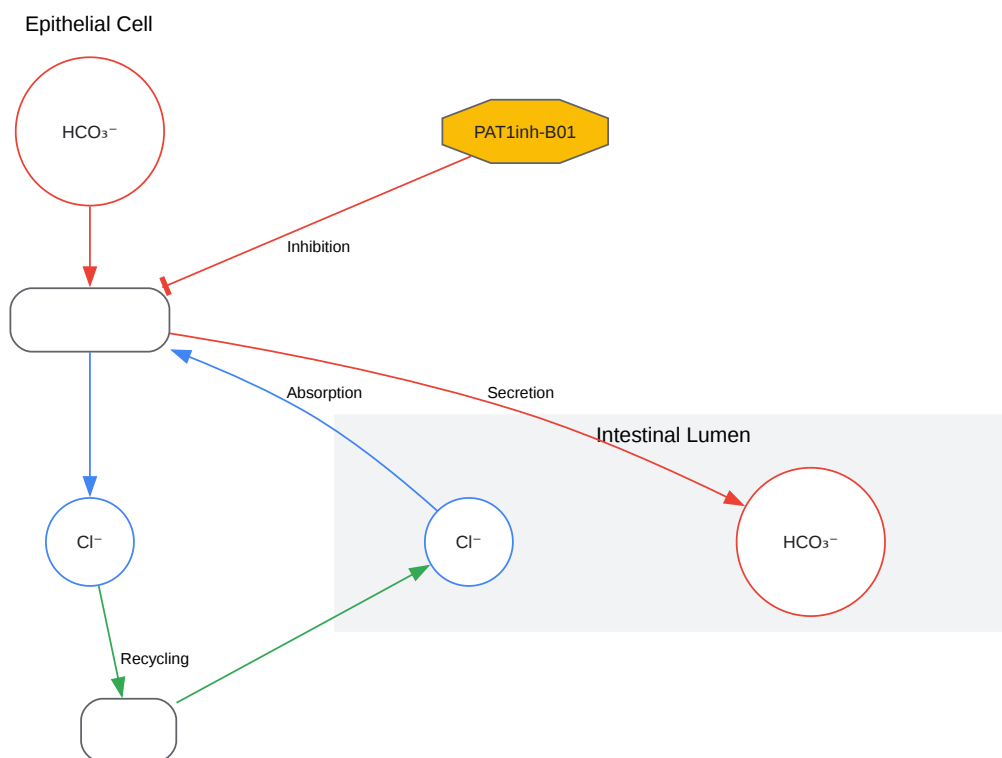 Epithelial Cell
HCO₃⁻
PAT1inh-B01
Inhibition
Absorption
Secretion
Intestinal Lumen
Cl⁻
Cl⁻
HCO₃⁻
Recycling